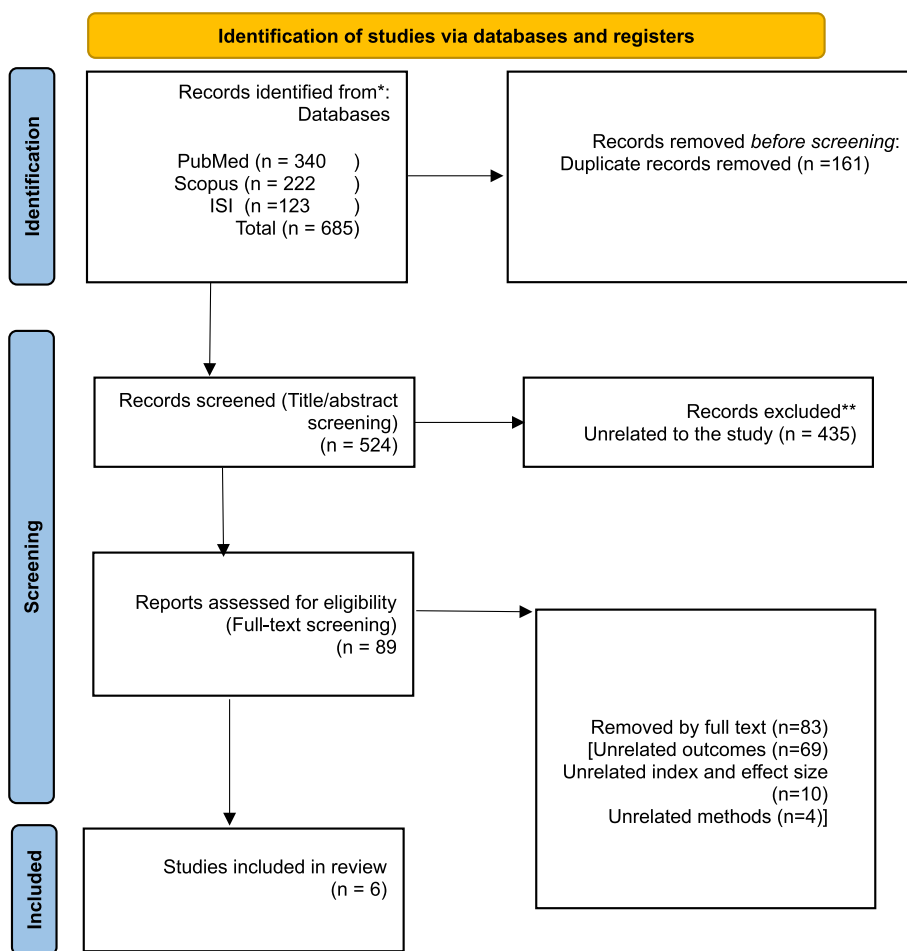 Identification of studies via databases and registers
Identification
Records identified from*:
Databases
PubMed (n = 340 )
Scopus (n = 222 )
ISI (n =123 )
Total (n = 685)
Records removed before screening:
Duplicate records removed (n =161)
Screening
Records screened (Title/abstract
screening)
(n = 524)
Records excluded**
Unrelated to the study (n = 435)
Reports assessed for eligibility
(Full-text screening)
(n = 89
Removed by full text (n=83)
[Unrelated outcomes (n=69)
Unrelated index and effect size
(n=10)
Unrelated methods (n=4)]
Included
Studies included in review
(n = 6)